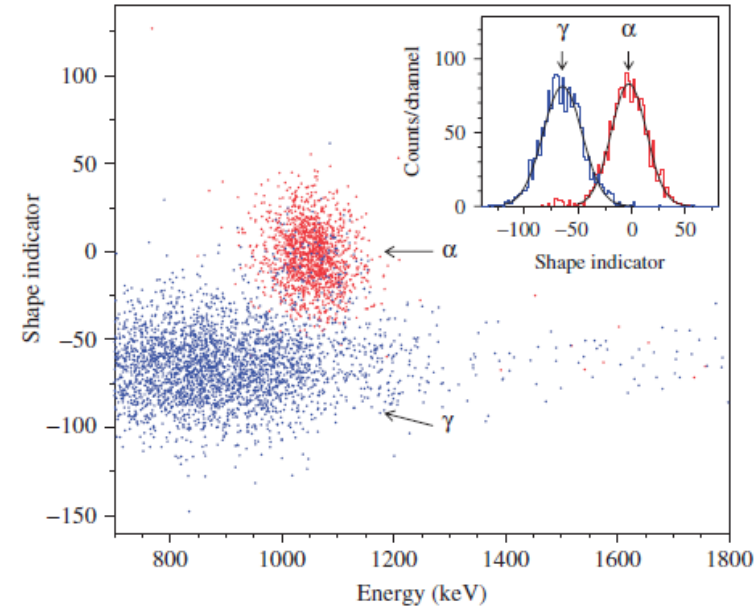 γ
α
100
50
0
Counts/channel
−100
−50
0
50
Shape indicator
100
50
0
−50
−100
−150
Shape indicator
α
γ
800
1000
1200
1400
1600
1800
Energy (keV)